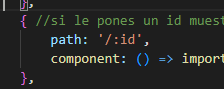 },
{ //si le pones un id muest
path: '/:id',
component: () => import
},